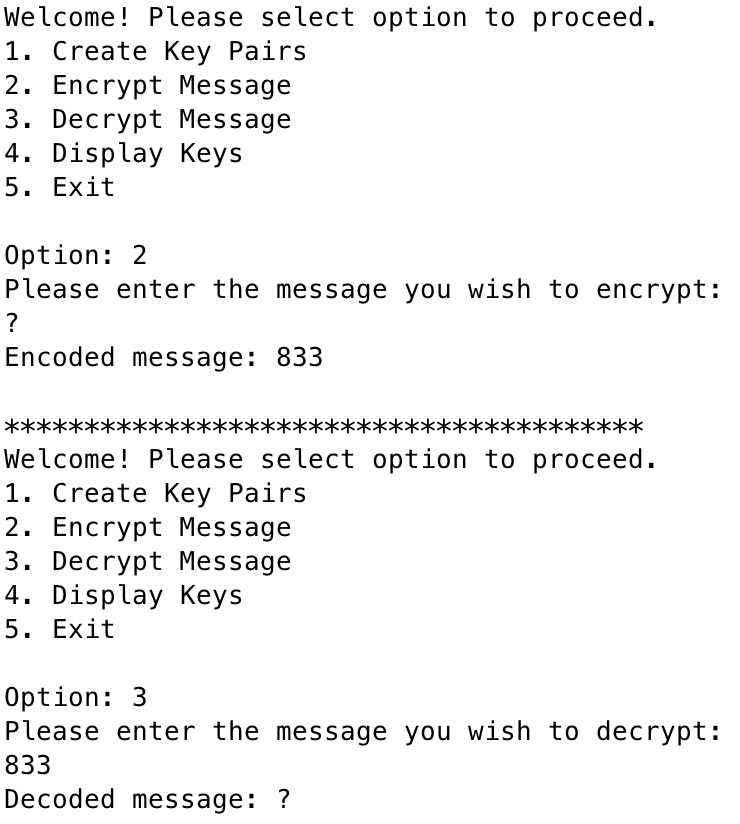 Welcome! Please select option to proceed.
1. Create Key Pairs
2. Encrypt Message
3. Decrypt Message
4. Display Keys
5. Exit

Option: 2
Please enter the message you wish to encrypt:
?
Encoded message: 833

****************************************
Welcome! Please select option to proceed.
1. Create Key Pairs
2. Encrypt Message
3. Decrypt Message
4. Display Keys
5. Exit

Option: 3
Please enter the message you wish to decrypt:
833
Decoded message: ?